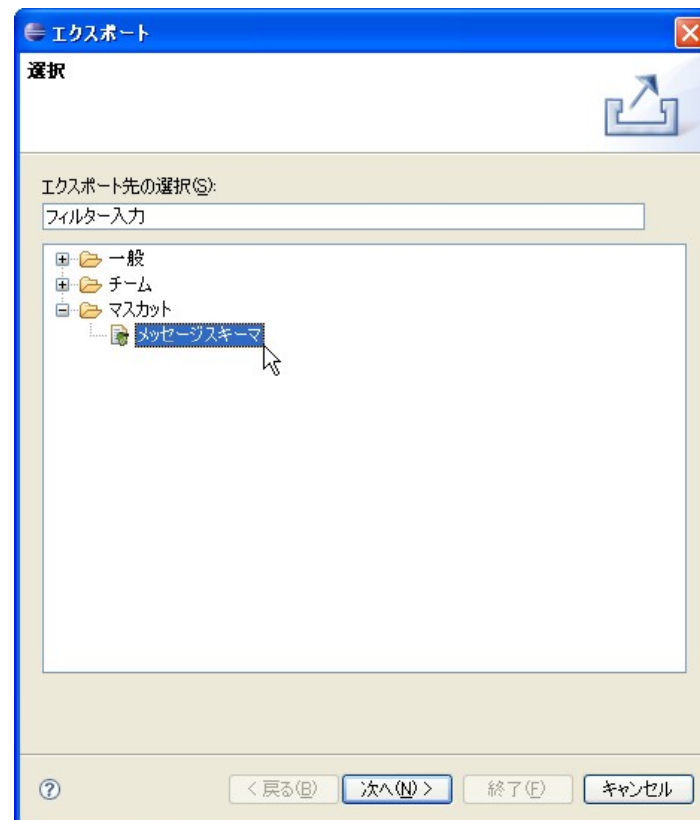 エクスポート
選択
エクスポート先の選択(S):
フィルター入力
一般
チーム
マスカット
メッセージスキーマ
< 戻る(B) 次へ(N) > 終了(F) キャンセル